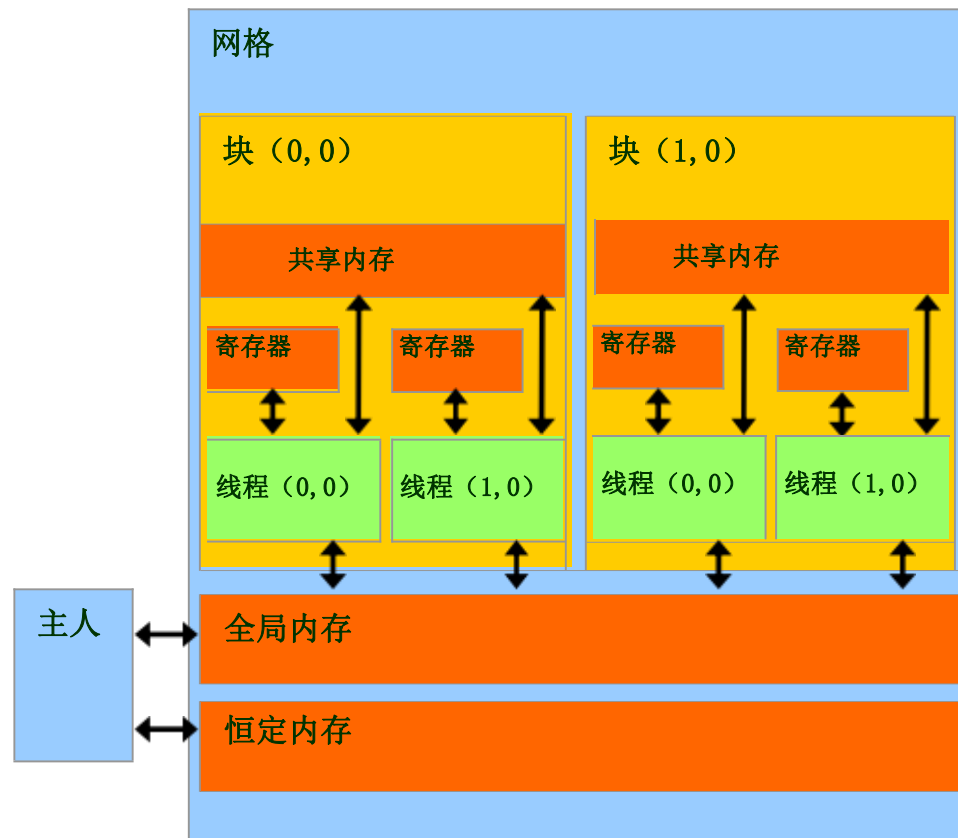 网格
块（0,0）
块（1,0）
共享内存
共享内存
寄存器
寄存器
寄存器
寄存器
线程（0,0）
线程（1,0）
线程（0,0）
线程（1,0）
主人
全局内存
恒定内存